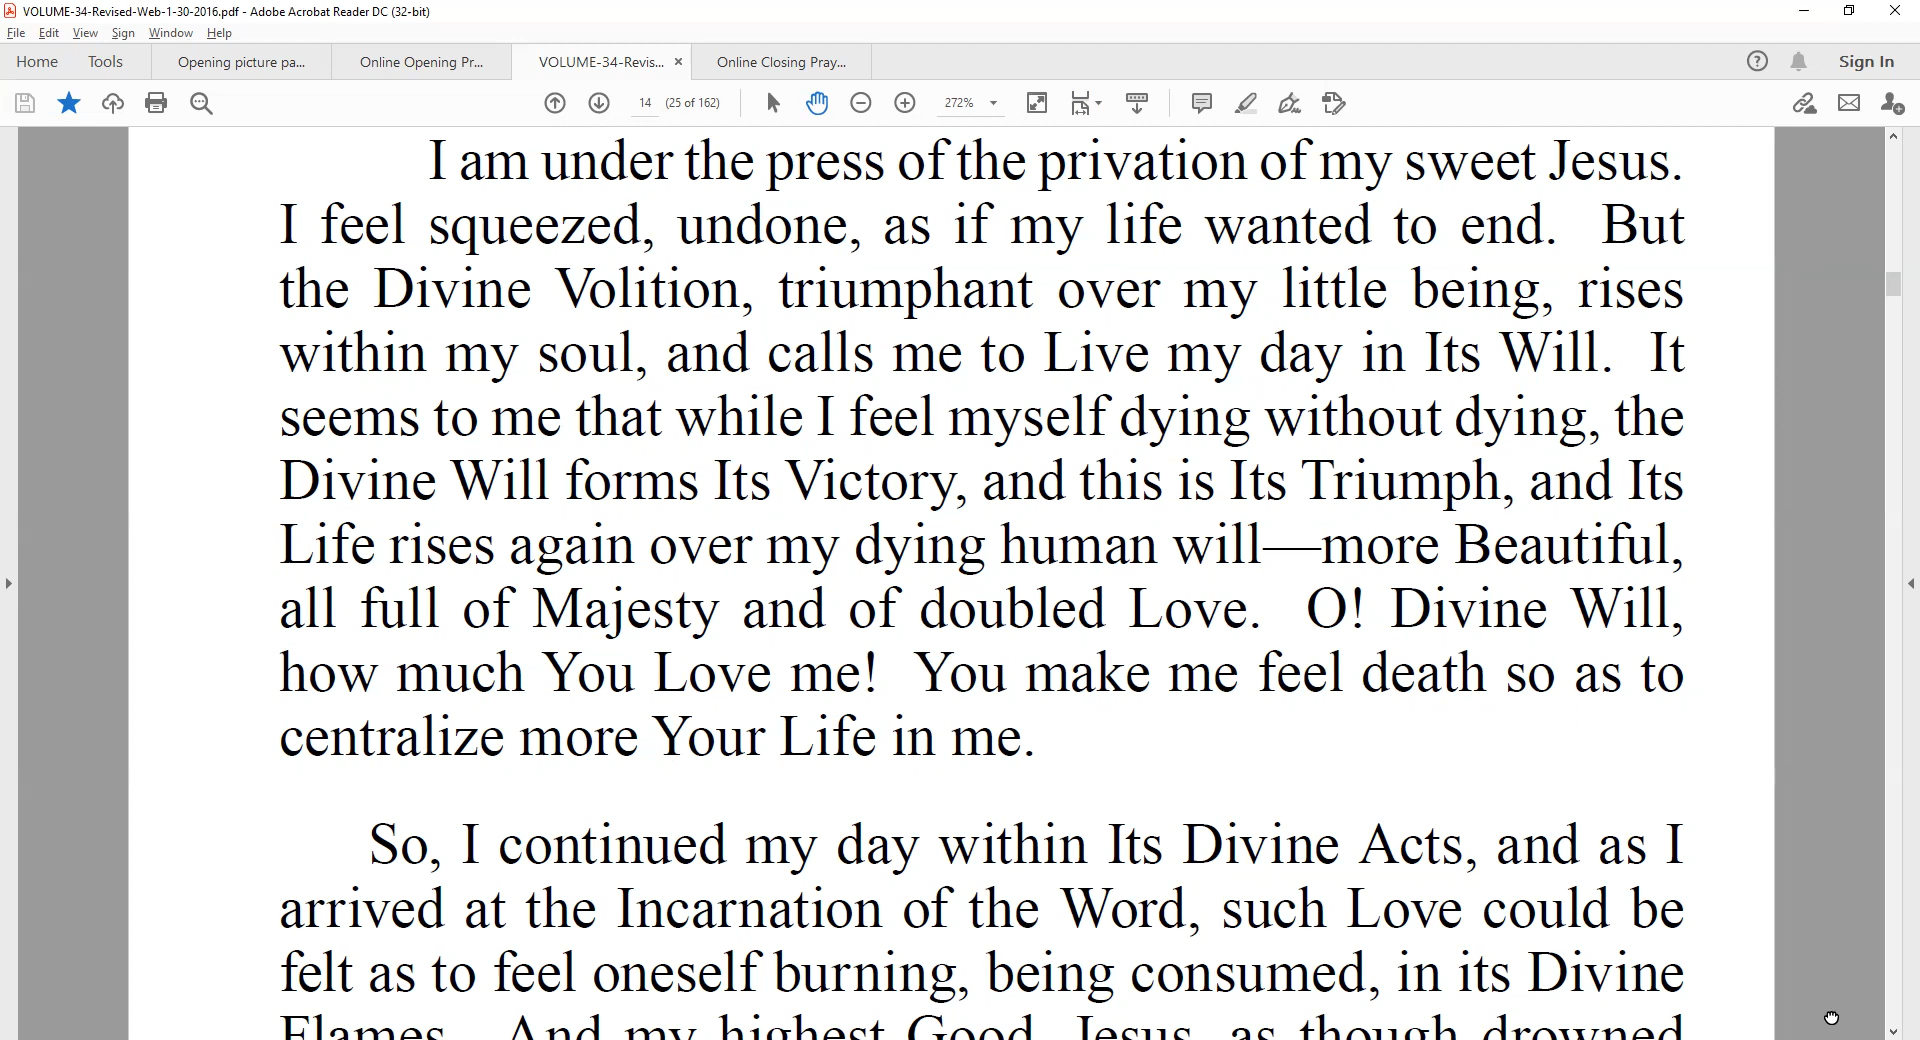 VOLUME-34-Revised-Web-1-30-2016.pdf - Adobe Acrobat Reader DC (32-bit)
File Edit View Sign Window Help
Home Tools Opening picture pa... Online Opening Pr... VOLUME-34-Revis... × Online Closing Pray... Sign In
14 (25 of 162) 272%
I am under the press of the privation of my sweet Jesus.
I feel squeezed, undone, as if my life wanted to end. But
the Divine Volition, triumphant over my little being, rises
within my soul, and calls me to Live my day in Its Will. It
seems to me that while I feel myself dying without dying, the
Divine Will forms Its Victory, and this is Its Triumph, and Its
Life rises again over my dying human will—more Beautiful,
all full of Majesty and of doubled Love. O! Divine Will,
how much You Love me! You make me feel death so as to
centralize more Your Life in me.
So, I continued my day within Its Divine Acts, and as I
arrived at the Incarnation of the Word, such Love could be
felt as to feel oneself burning, being consumed, in its Divine
Flames. And my highest Good, Jesus, as though drowned